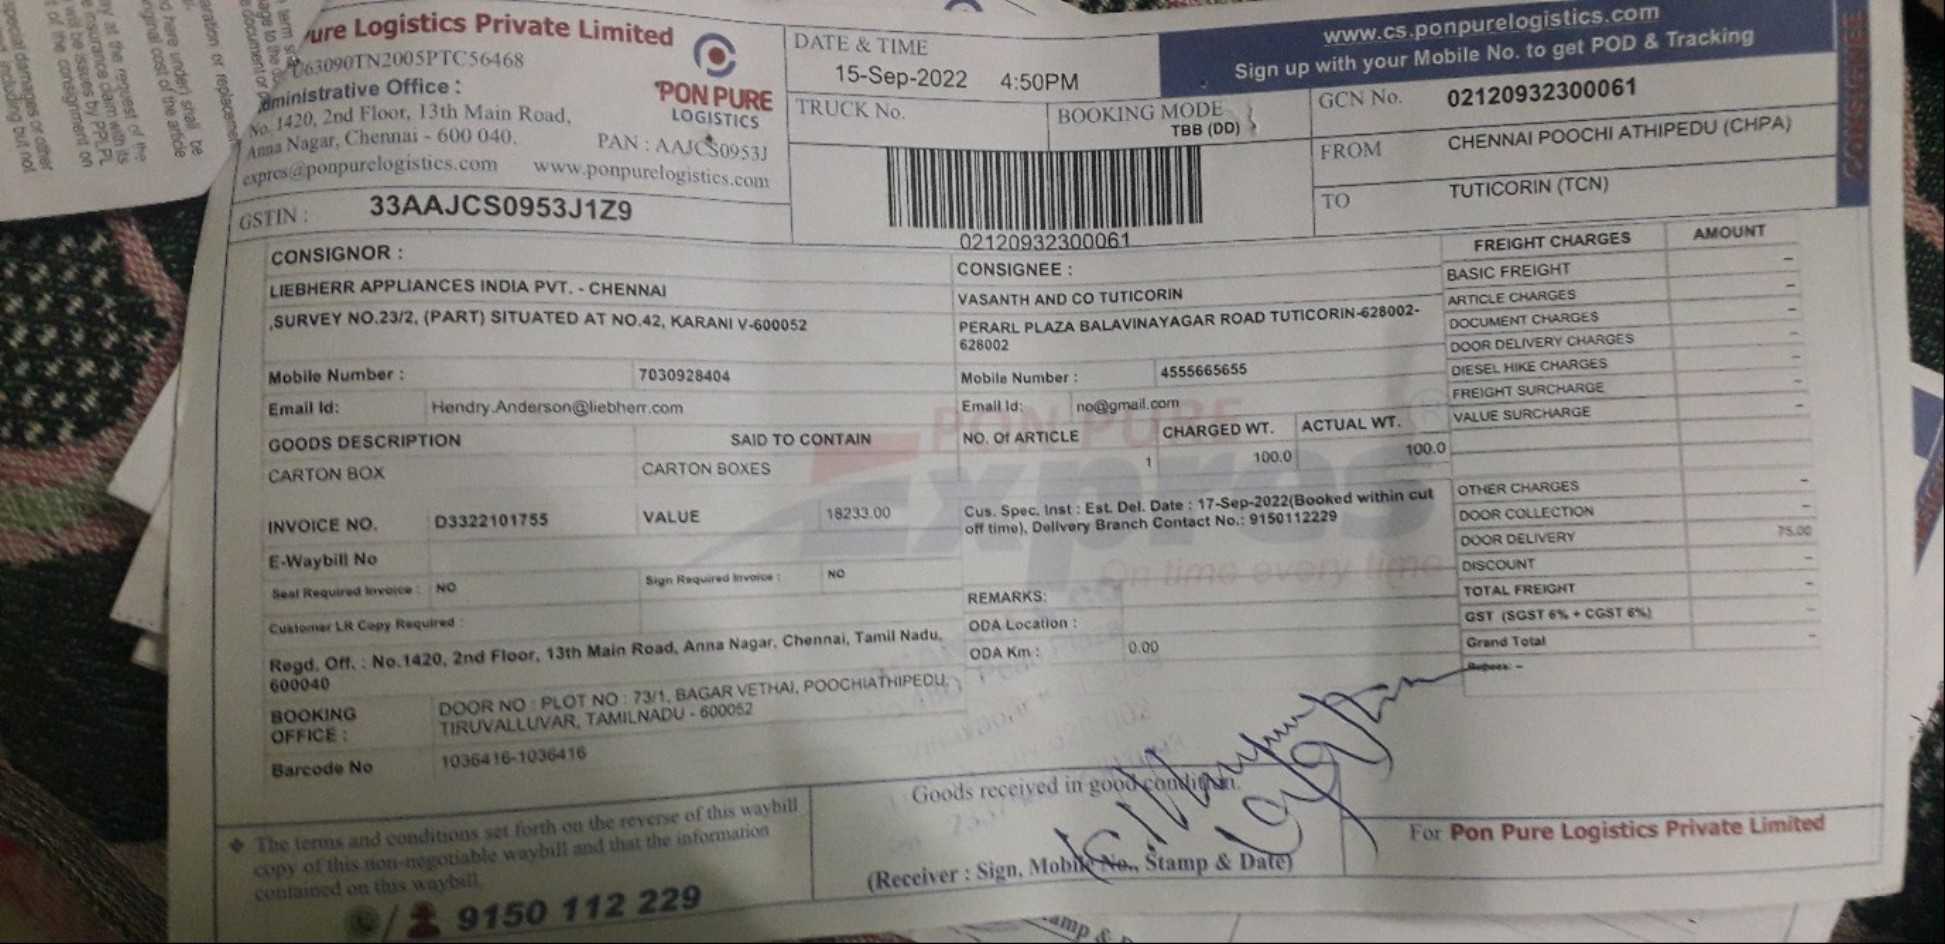 ure Logistics Private Limited
U63090TN2005PTC56468
dministrative Office :
No. 1420, 2nd Floor, 13th Main Road,
Anna Nagar, Chennai - 600 040.
PAN : AAJCS0953J
expres@ponpurelogistics.com www.ponpurelogistics.com
PON PURE
LOGISTICS
GSTIN : 33AAJCS0953J1Z9
DATE & TIME
15-Sep-2022 4:50PM
TRUCK No.
BOOKING MODE
TBB (DD)
02120932300061
www.cs.ponpurelogistics.com
Sign up with your Mobile No. to get POD & Tracking
GCN No. 02120932300061
FROM CHENNAI POOCHI ATHIPEDU (CHPA)
TO TUTICORIN (TCN)
CONSIGNEE
CONSIGNOR :
LIEBHERR APPLIANCES INDIA PVT. - CHENNAI
,SURVEY NO.23/2, (PART) SITUATED AT NO.42, KARANI V-600052
Mobile Number : 7030928404
Email Id: Hendry.Anderson@liebherr.com
CONSIGNEE :
VASANTH AND CO TUTICORIN
PERARL PLAZA BALAVINAYAGAR ROAD TUTICORIN-628002-
628002
Mobile Number : 4555665655
Email Id: no@gmail.com
GOODS DESCRIPTION SAID TO CONTAIN NO. Of ARTICLE CHARGED WT. ACTUAL WT.
CARTON BOX CARTON BOXES 1 100.0 100.0
INVOICE NO. D3322101755 VALUE 18233.00
E-Waybill No
Seal Required Invoice : NO Sign Required Invoice : NO
Customer LR Copy Required :
Cus. Spec. Inst : Est. Del. Date : 17-Sep-2022(Booked within cut
off time), Delivery Branch Contact No.: 9150112229
PON PURE
Expres
On time every time
REMARKS:
ODA Location :
ODA Km : 0.00
Regd. Off. : No.1420, 2nd Floor, 13th Main Road, Anna Nagar, Chennai, Tamil Nadu,
600040
BOOKING
OFFICE :
DOOR NO : PLOT NO : 73/1, BAGAR VETHAI, POOCHIATHIPEDU,
TIRUVALLUVAR, TAMILNADU - 600052
Barcode No 1036416-1036416
FREIGHT CHARGES AMOUNT
BASIC FREIGHT -
ARTICLE CHARGES -
DOCUMENT CHARGES -
DOOR DELIVERY CHARGES -
DIESEL HIKE CHARGES -
FREIGHT SURCHARGE -
VALUE SURCHARGE -
OTHER CHARGES -
DOOR COLLECTION -
DOOR DELIVERY 75.00
DISCOUNT -
TOTAL FREIGHT -
GST (SGST 6% + CGST 6%) -
Grand Total -
Rupees: -
❖ The terms and conditions set forth on the reverse of this waybill
copy of this non-negotiable waybill and that the information
contained on this waybill.
9150 112 229
Goods received in good condition.
(Receiver : Sign, Mobile No., Stamp & Date)
For Pon Pure Logistics Private Limited